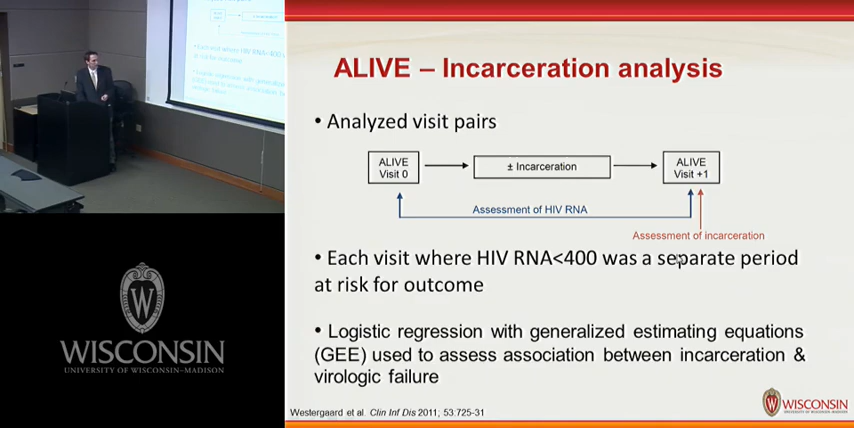 ALIVE – Incarceration analysis
• Analyzed visit pairs
ALIVE
Visit 0
± Incarceration
ALIVE
Visit +1
Assessment of HIV RNA
Assessment of incarceration
• Each visit where HIV RNA<400 was a separate period
at risk for outcome
• Logistic regression with generalized estimating equations
(GEE) used to assess association between incarceration &
virologic failure
Westergaard et al. Clin Inf Dis 2011; 53.725-31
WISCONSIN
WISCONSIN
UNIVERSITY OF WISCONSIN–MADISON